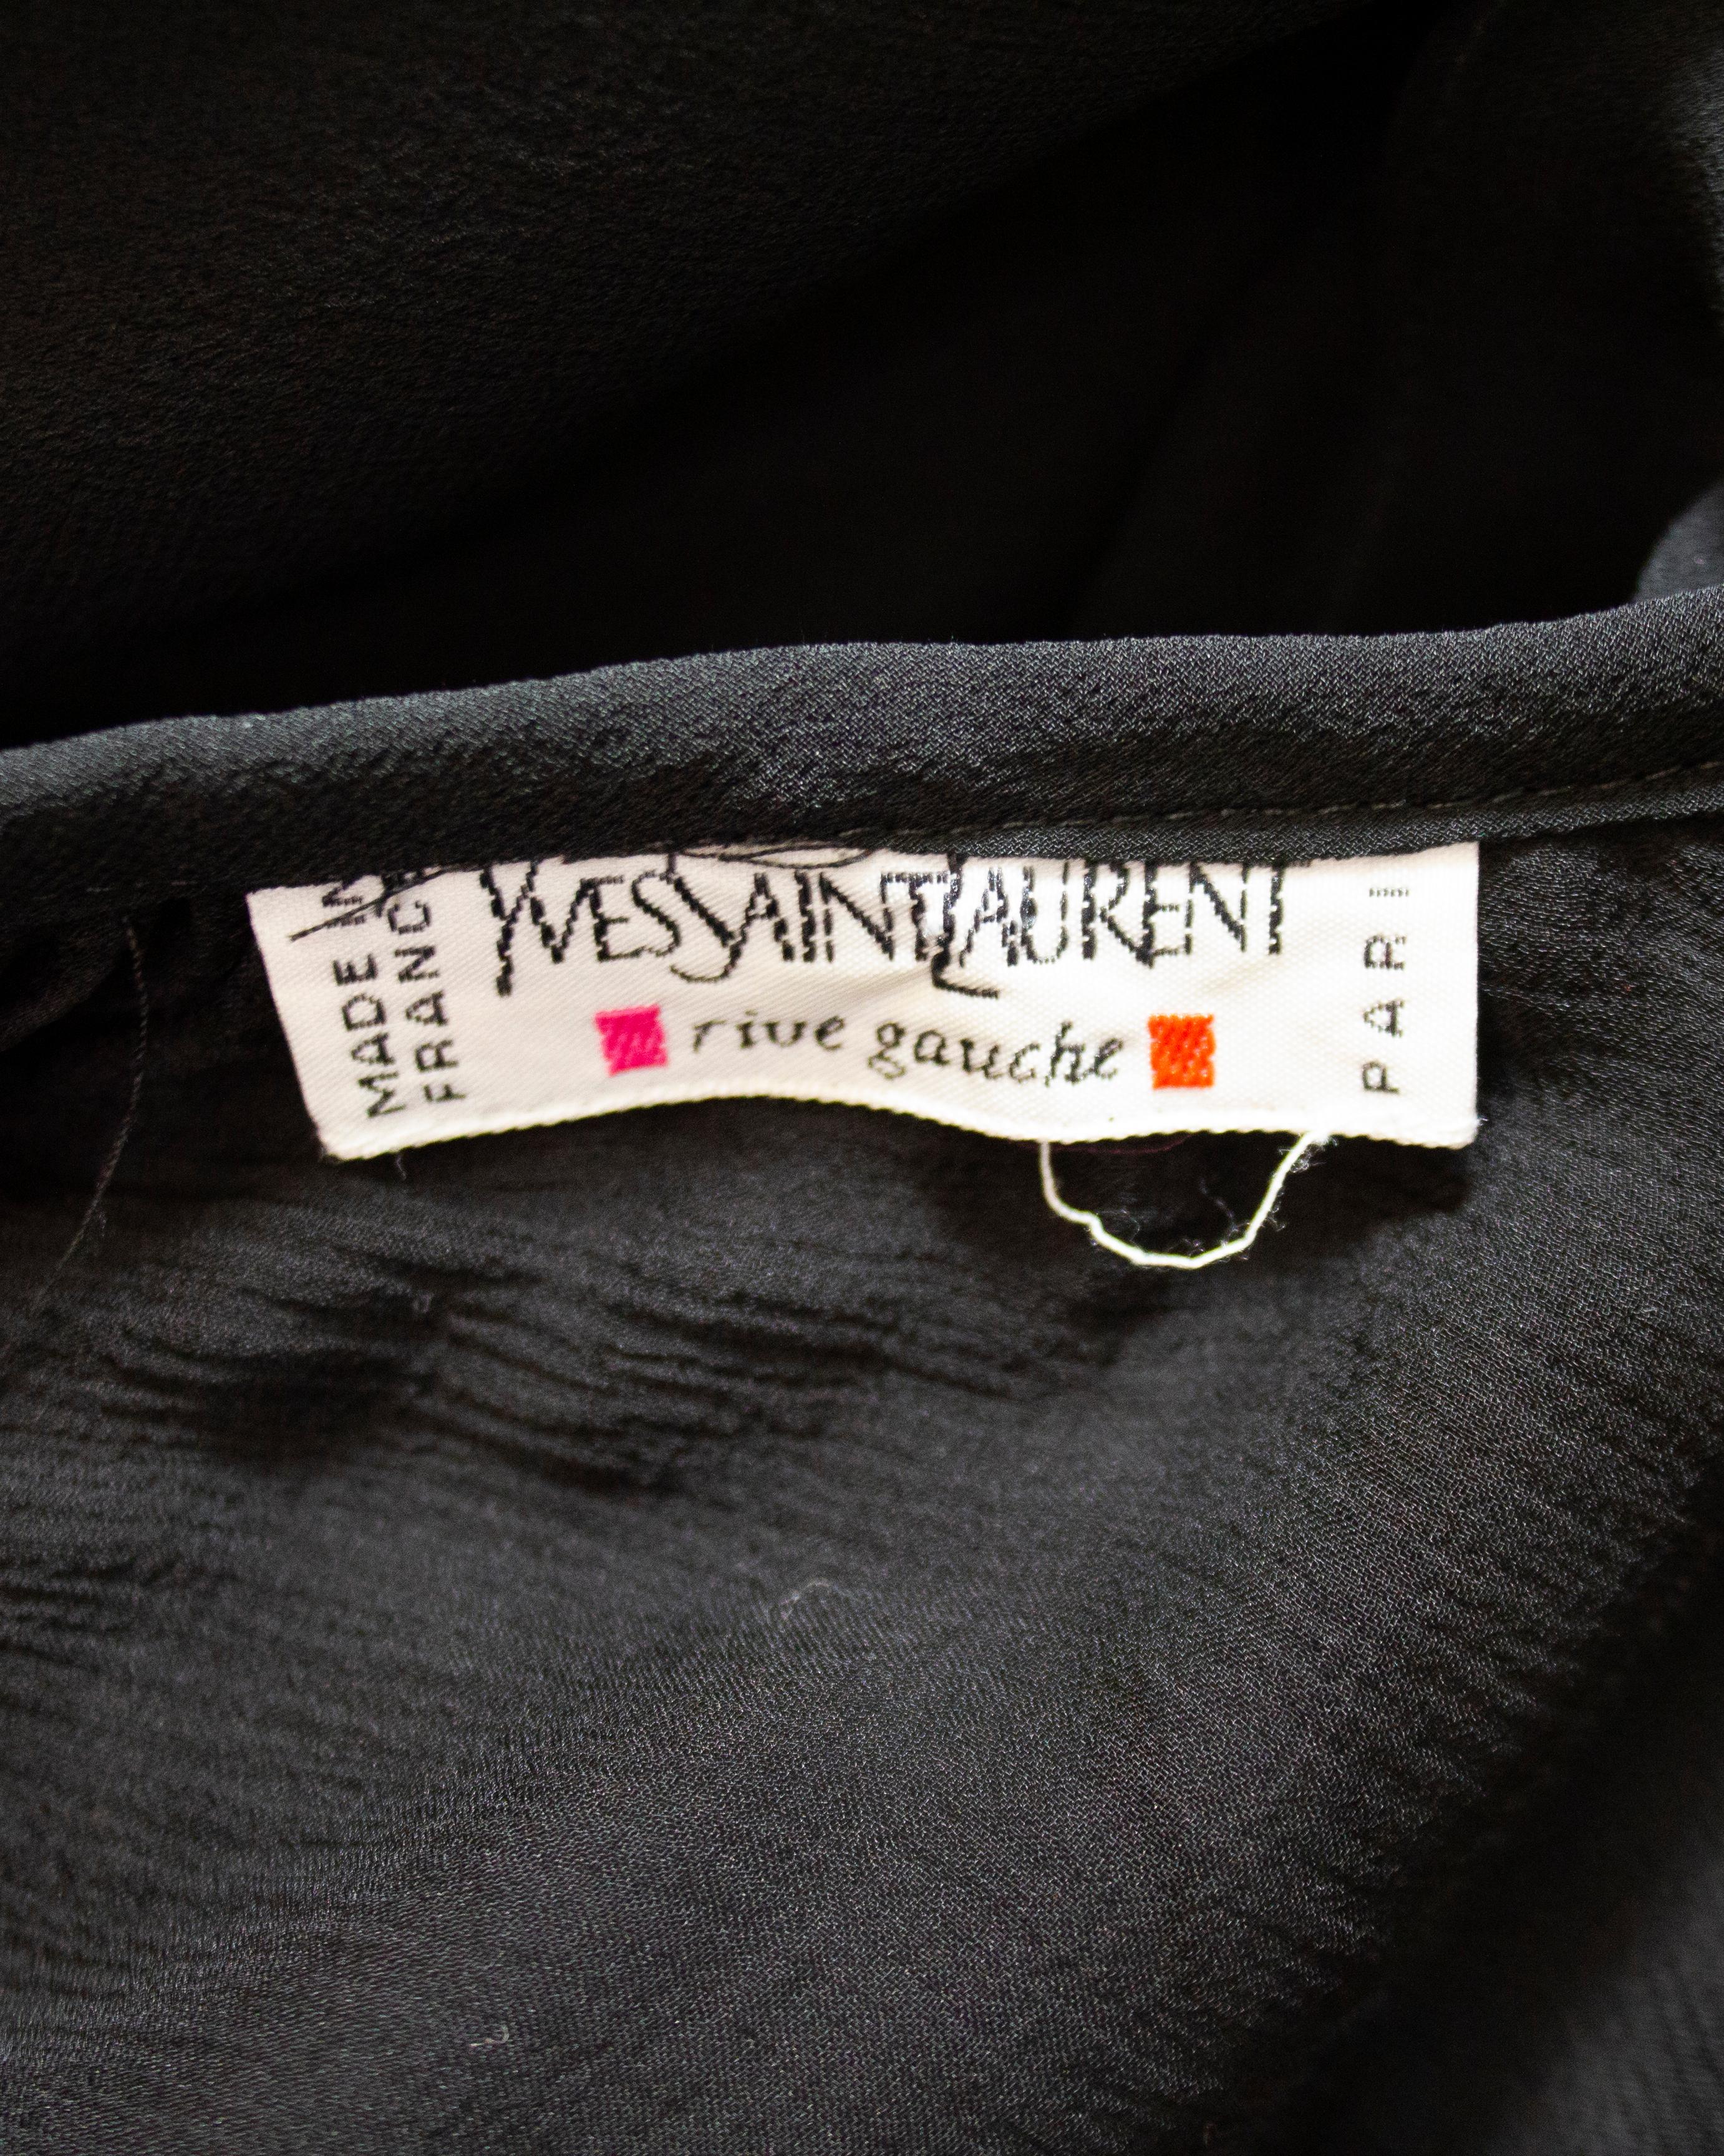 MADE IN
FRANC
YVESSAINTLAURENT
rive gauche
PARI